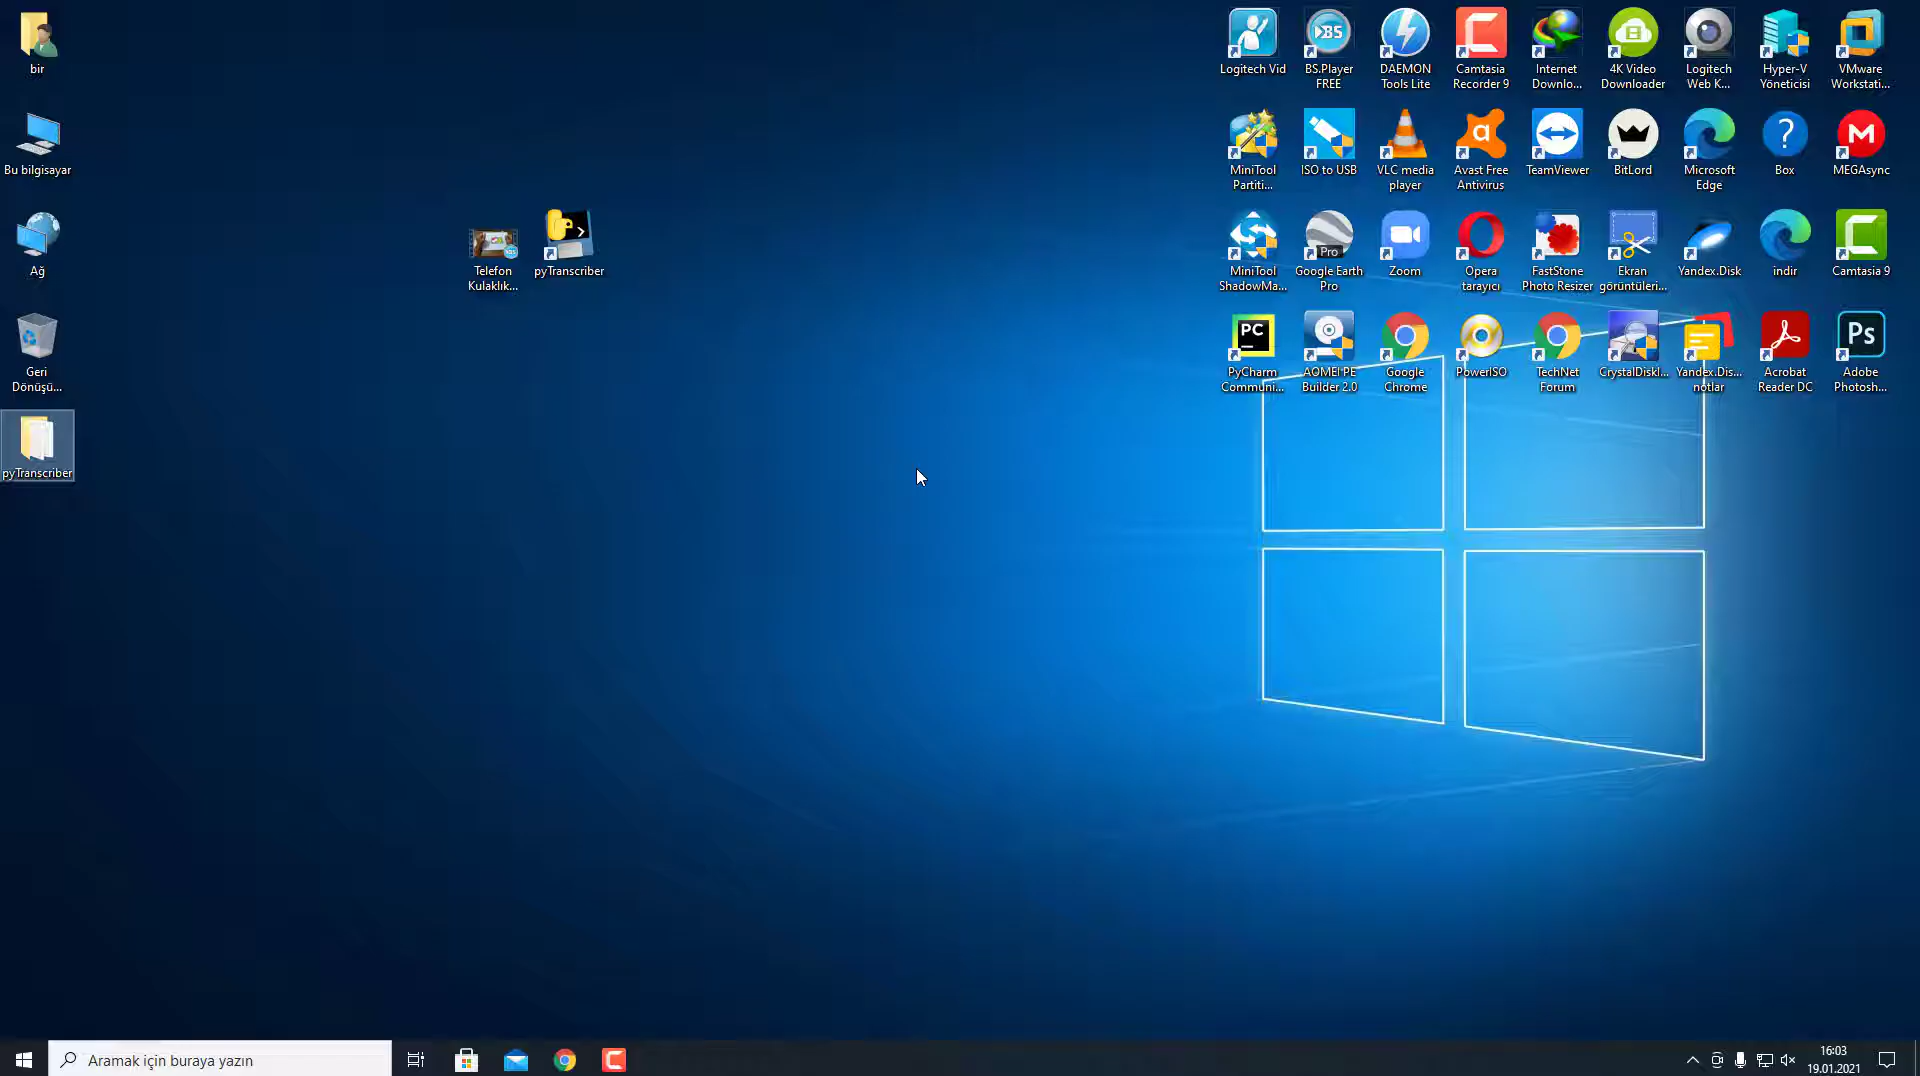 bir
Bu bilgisayar
Ağ
Geri
Dönüşü...
pyTranscriber
Telefon
Kulaklık...
pyTranscriber
Logitech Vid
BS.Player
FREE
DAEMON
Tools Lite
Camtasia
Recorder 9
Internet
Downlo...
4K Video
Downloader
Logitech
Web K...
Hyper-V
Yöneticisi
VMware
Workstati...
MiniTool
Partiti...
ISO to USB
VLC media
player
Avast Free
Antivirus
TeamViewer
BitLord
Microsoft
Edge
Box
MEGAsync
MiniTool
ShadowMa...
Google Earth
Pro
Zoom
Opera
tarayıcı
FastStone
Photo Resizer
Ekran
görüntüleri...
Yandex.Disk
indir
Camtasia 9
PyCharm
Communi...
AOMEI PE
Builder 2.0
Google
Chrome
PowerISO
TechNet
Forum
CrystalDiskI...
Yandex.Dis...
notlar
Acrobat
Reader DC
Adobe
Photosh...
BS
Pro
PC
Ps
Aramak için buraya yazın
16:03
19.01.2021